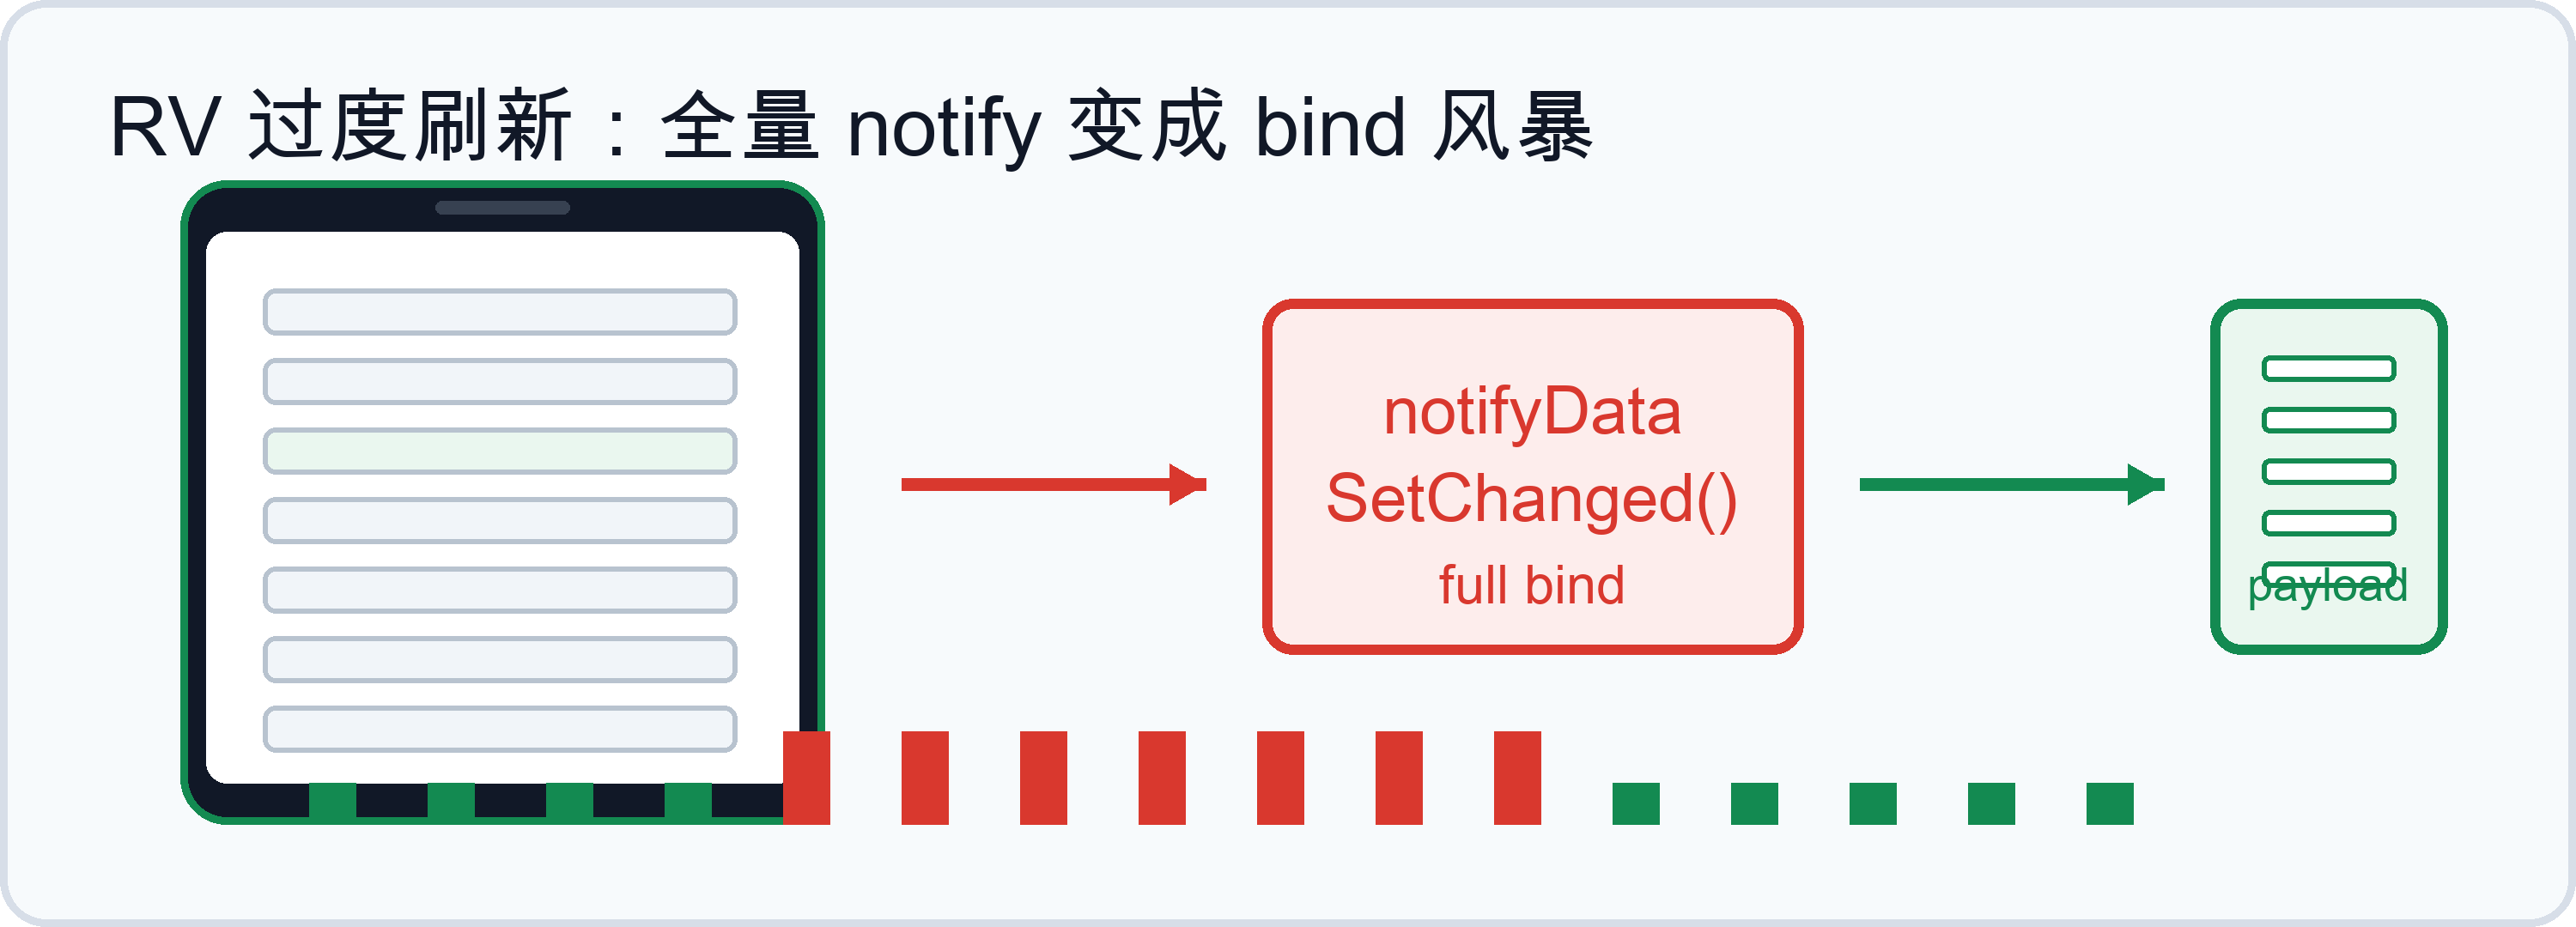 RV 过度刷新：全量 notify 变成 bind 风暴
notifyData
SetChanged()
full bind
payload